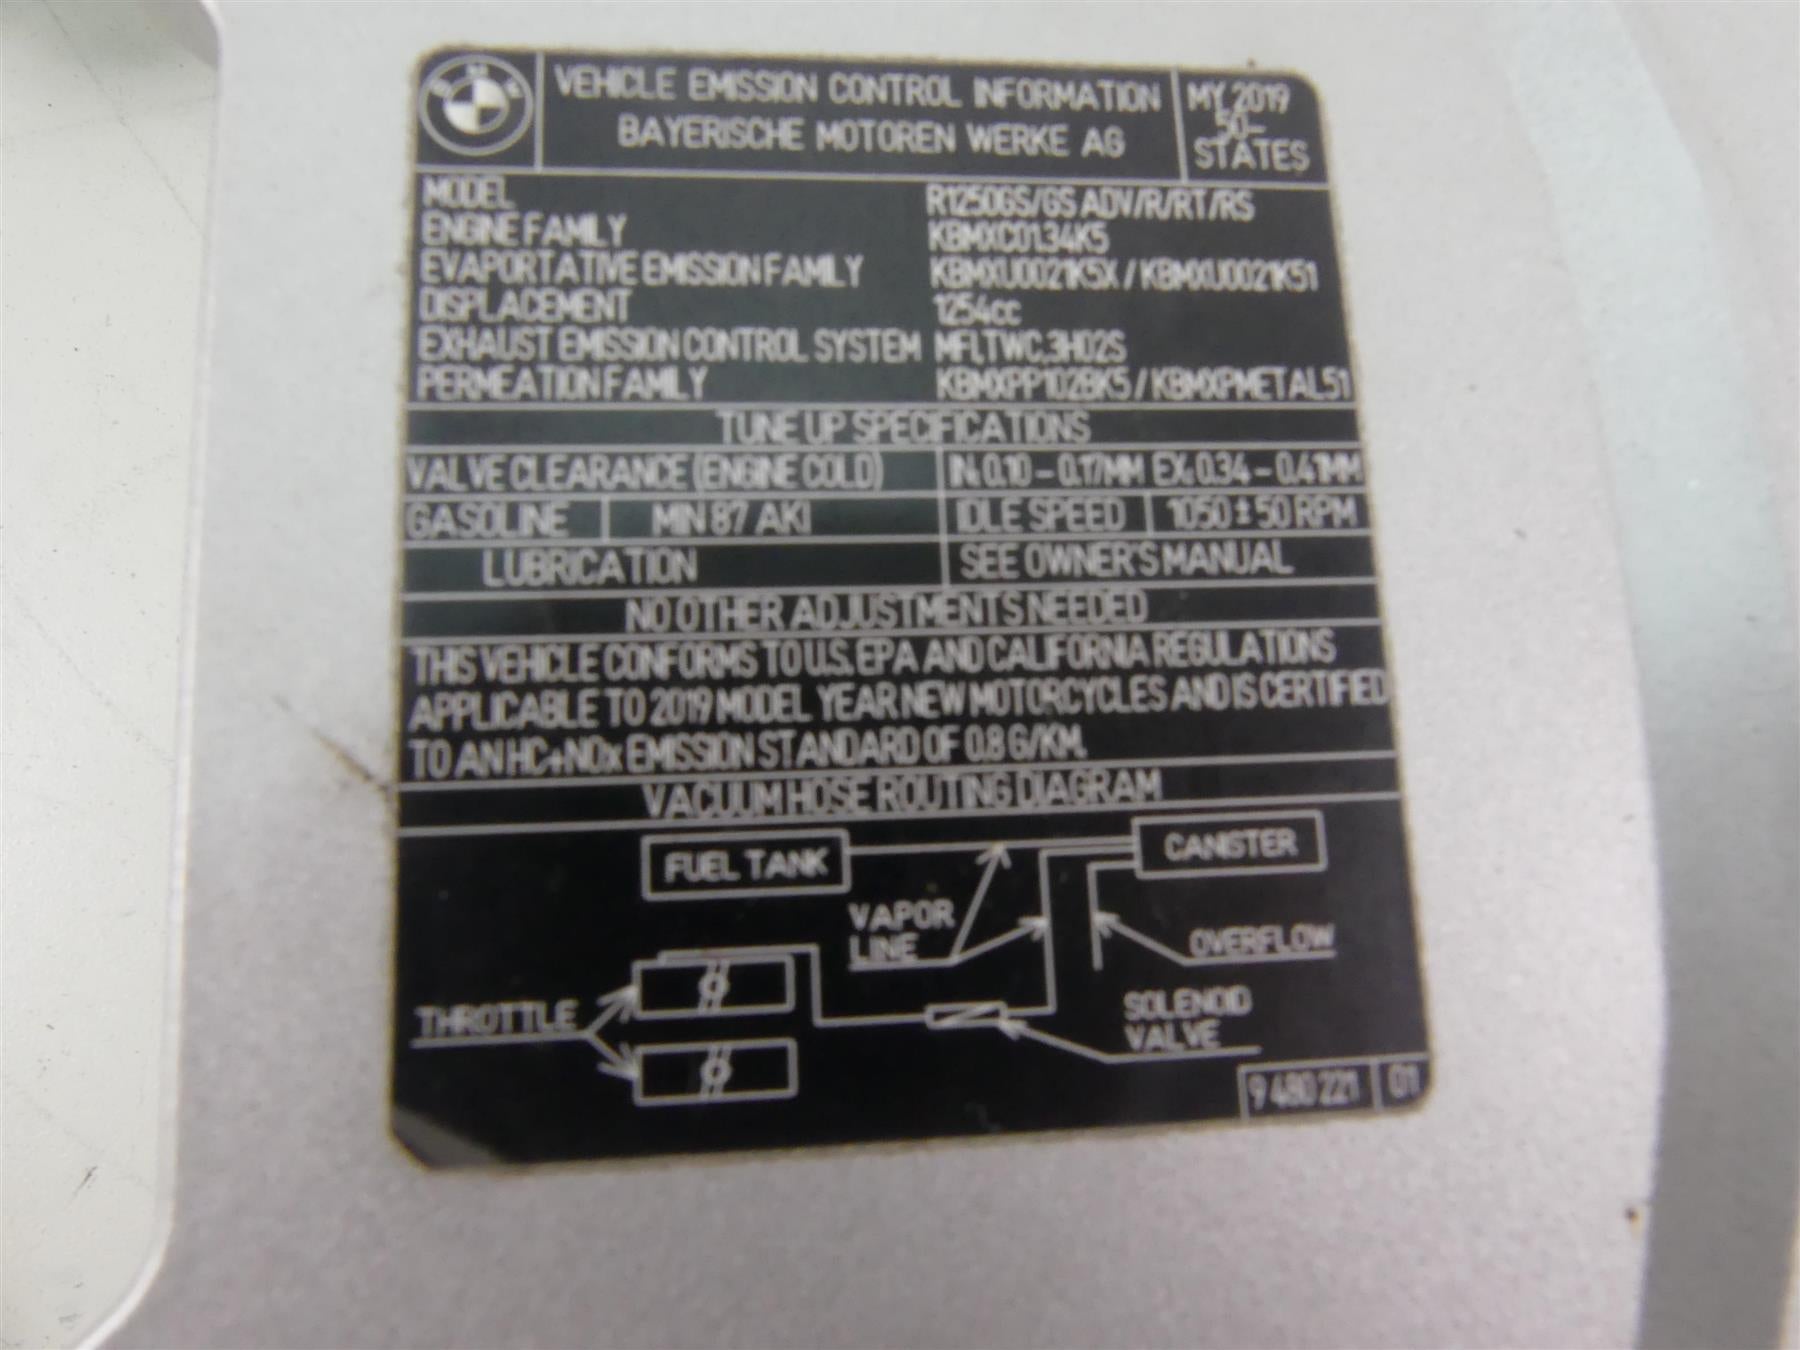 BMW
VEHICLE EMISSION CONTROL INFORMATION
BAYERISCHE MOTOREN WERKE AG
MY 2019
50-
STATES
MODEL R1250GS/GS ADV/R/RT/RS
ENGINE FAMILY KBMXC01.34K5
EVAPORTATIVE EMISSION FAMILY KBMXU0021K5X / KBMXU0021K51
DISPLACEMENT 1254cc
EXHAUST EMISSION CONTROL SYSTEM MFI,TWC,3HO2S
PERMEATION FAMILY KBMXPP102BK5 / KBMXPMETAL51
TUNE UP SPECIFICATIONS
VALVE CLEARANCE (ENGINE COLD) IN: 0.10 - 0.17MM EX: 0.34 - 0.41MM
GASOLINE MIN 87 AKI IDLE SPEED 1050 ± 50 RPM
LUBRICATION SEE OWNER'S MANUAL
NO OTHER ADJUSTMENTS NEEDED
THIS VEHICLE CONFORMS TO U.S. EPA AND CALIFORNIA REGULATIONS
APPLICABLE TO 2019 MODEL YEAR NEW MOTORCYCLES AND IS CERTIFIED
TO AN HC+NOx EMISSION STANDARD OF 0.8 G/KM.
VACUUM HOSE ROUTING DIAGRAM
FUEL TANK
CANISTER
VAPOR
LINE
OVERFLOW
THROTTLE
SOLENOID
VALVE
9 480 221 01